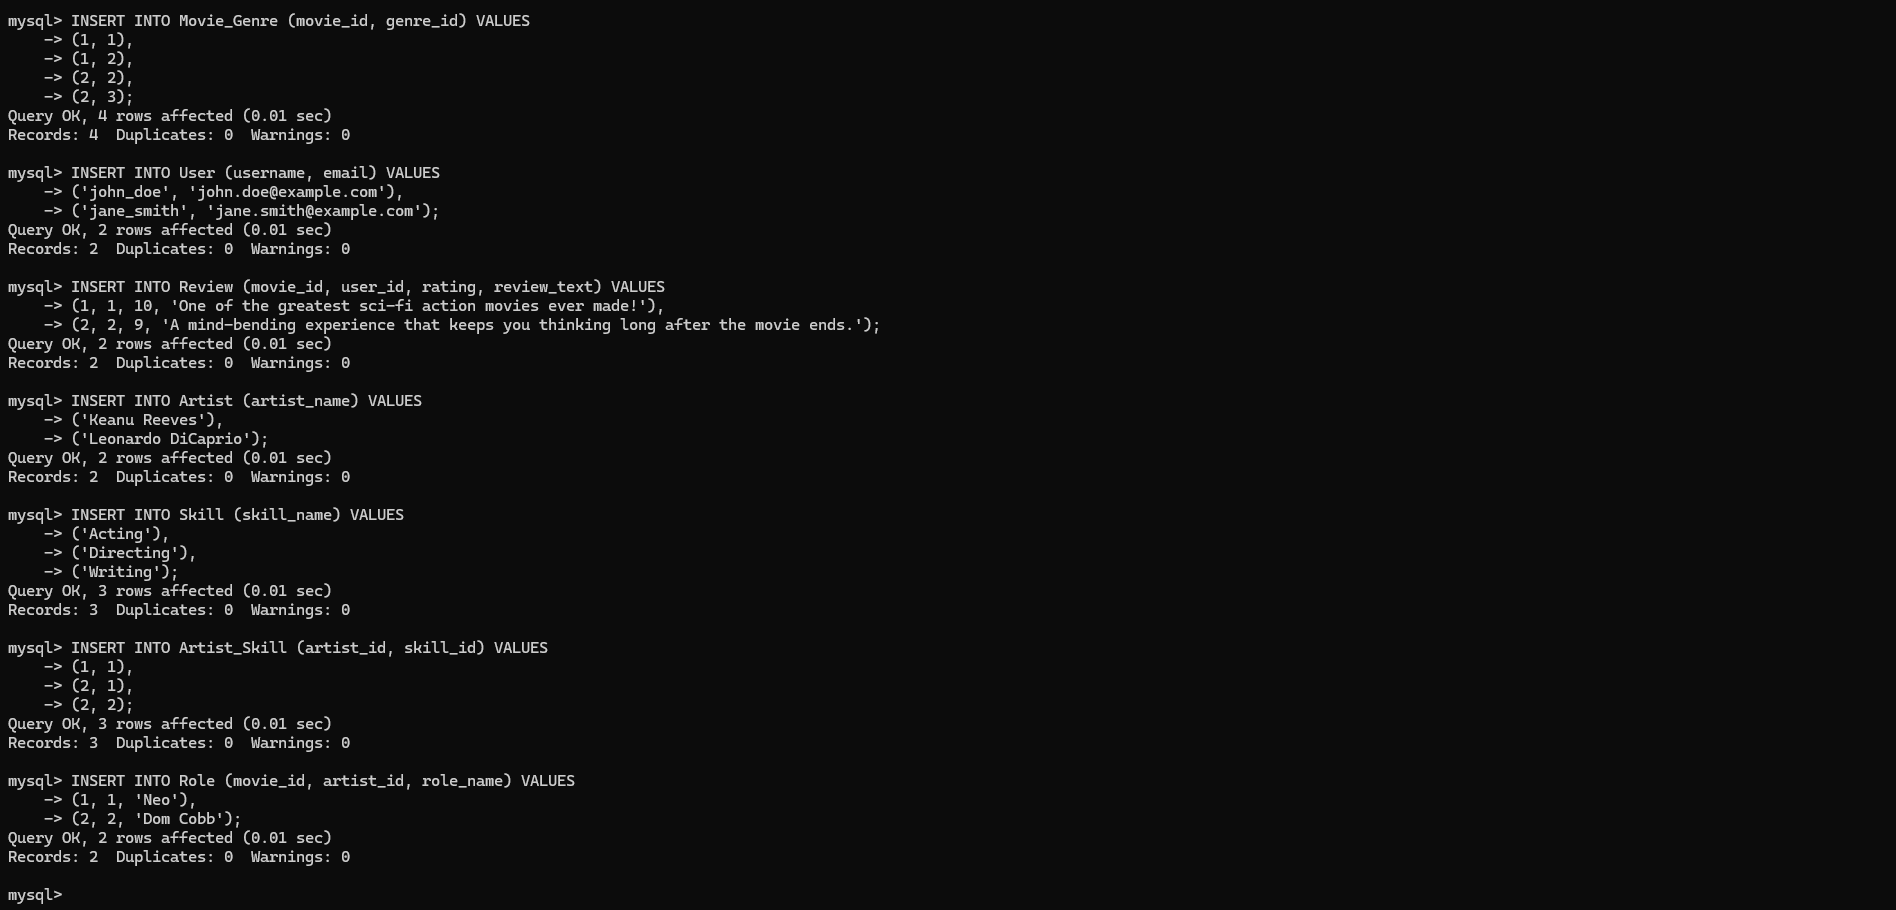 mysql> INSERT INTO Movie_Genre (movie_id, genre_id) VALUES
    -> (1, 1),
    -> (1, 2),
    -> (2, 2),
    -> (2, 3);
Query OK, 4 rows affected (0.01 sec)
Records: 4  Duplicates: 0  Warnings: 0

mysql> INSERT INTO User (username, email) VALUES
    -> ('john_doe', 'john.doe@example.com'),
    -> ('jane_smith', 'jane.smith@example.com');
Query OK, 2 rows affected (0.01 sec)
Records: 2  Duplicates: 0  Warnings: 0

mysql> INSERT INTO Review (movie_id, user_id, rating, review_text) VALUES
    -> (1, 1, 10, 'One of the greatest sci-fi action movies ever made!'),
    -> (2, 2, 9, 'A mind-bending experience that keeps you thinking long after the movie ends.');
Query OK, 2 rows affected (0.01 sec)
Records: 2  Duplicates: 0  Warnings: 0

mysql> INSERT INTO Artist (artist_name) VALUES
    -> ('Keanu Reeves'),
    -> ('Leonardo DiCaprio');
Query OK, 2 rows affected (0.01 sec)
Records: 2  Duplicates: 0  Warnings: 0

mysql> INSERT INTO Skill (skill_name) VALUES
    -> ('Acting'),
    -> ('Directing'),
    -> ('Writing');
Query OK, 3 rows affected (0.01 sec)
Records: 3  Duplicates: 0  Warnings: 0

mysql> INSERT INTO Artist_Skill (artist_id, skill_id) VALUES
    -> (1, 1),
    -> (2, 1),
    -> (2, 2);
Query OK, 3 rows affected (0.01 sec)
Records: 3  Duplicates: 0  Warnings: 0

mysql> INSERT INTO Role (movie_id, artist_id, role_name) VALUES
    -> (1, 1, 'Neo'),
    -> (2, 2, 'Dom Cobb');
Query OK, 2 rows affected (0.01 sec)
Records: 2  Duplicates: 0  Warnings: 0

mysql>